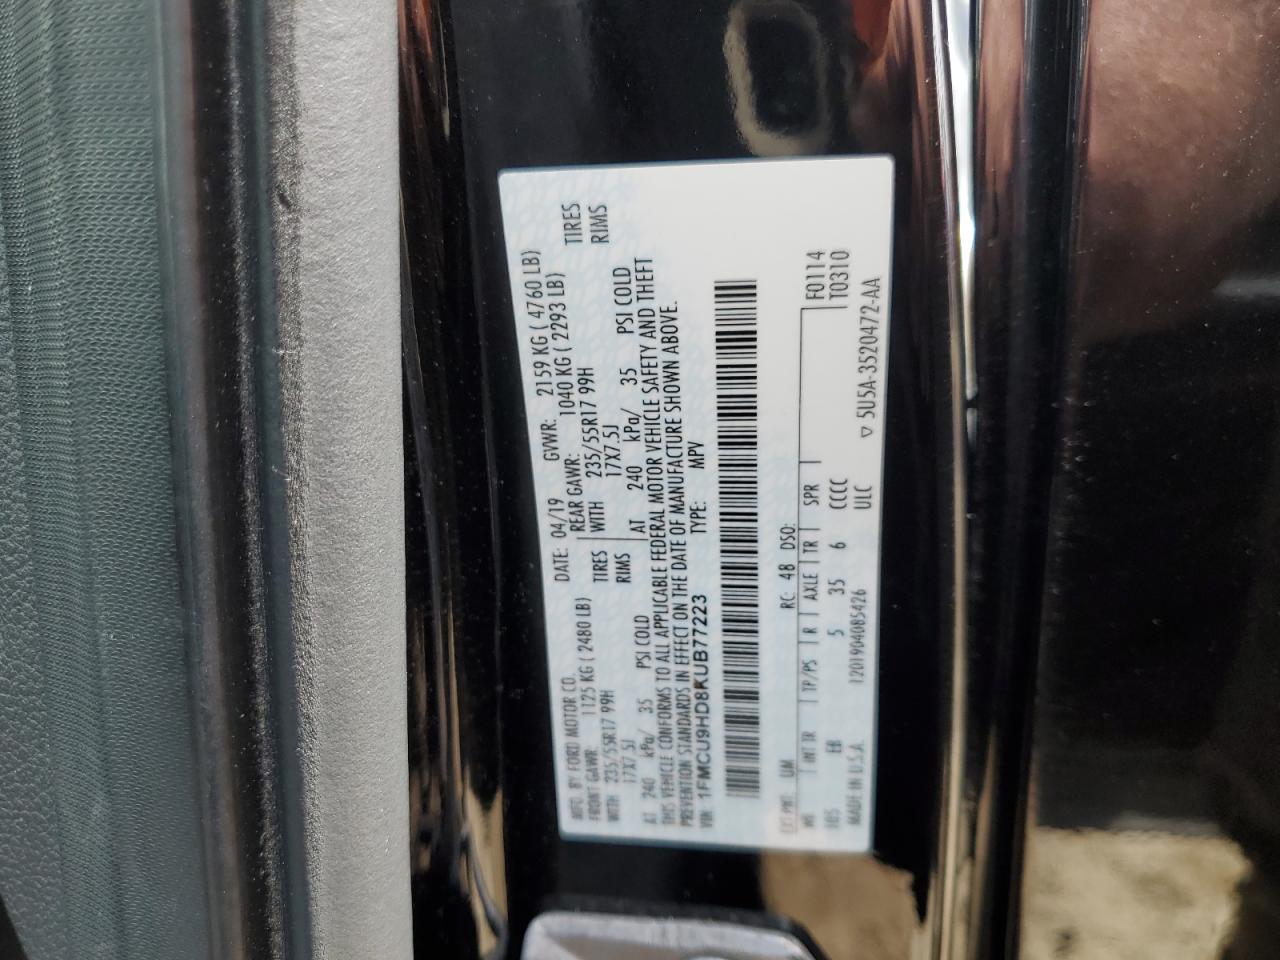 MFD. BY FORD MOTOR CO. DATE: 04/19 GVWR: 2159 KG ( 4760 LB)
FRONT GAWR: 1125 KG ( 2480 LB) REAR GAWR: 1040 KG ( 2293 LB)
WITH 235/55R17 99H TIRES WITH 235/55R17 99H TIRES
17X7.5J RIMS 17X7.5J RIMS
AT 240 kPa/ 35 PSI COLD AT 240 kPa/ 35 PSI COLD
THIS VEHICLE CONFORMS TO ALL APPLICABLE FEDERAL MOTOR VEHICLE SAFETY AND THEFT
PREVENTION STANDARDS IN EFFECT ON THE DATE OF MANUFACTURE SHOWN ABOVE.
VIN: 1FMCU9HD8KUB77223 TYPE: MPV
EXT PNT: UM RC: 48 DSO:
WB INT TR TP/PS R AXLE TR SPR F0114
105 EB 5 35 6 CCCC T0310
MADE IN U.S.A. 120190408542​6 ULC
▽ 5U5A-3520472-AA